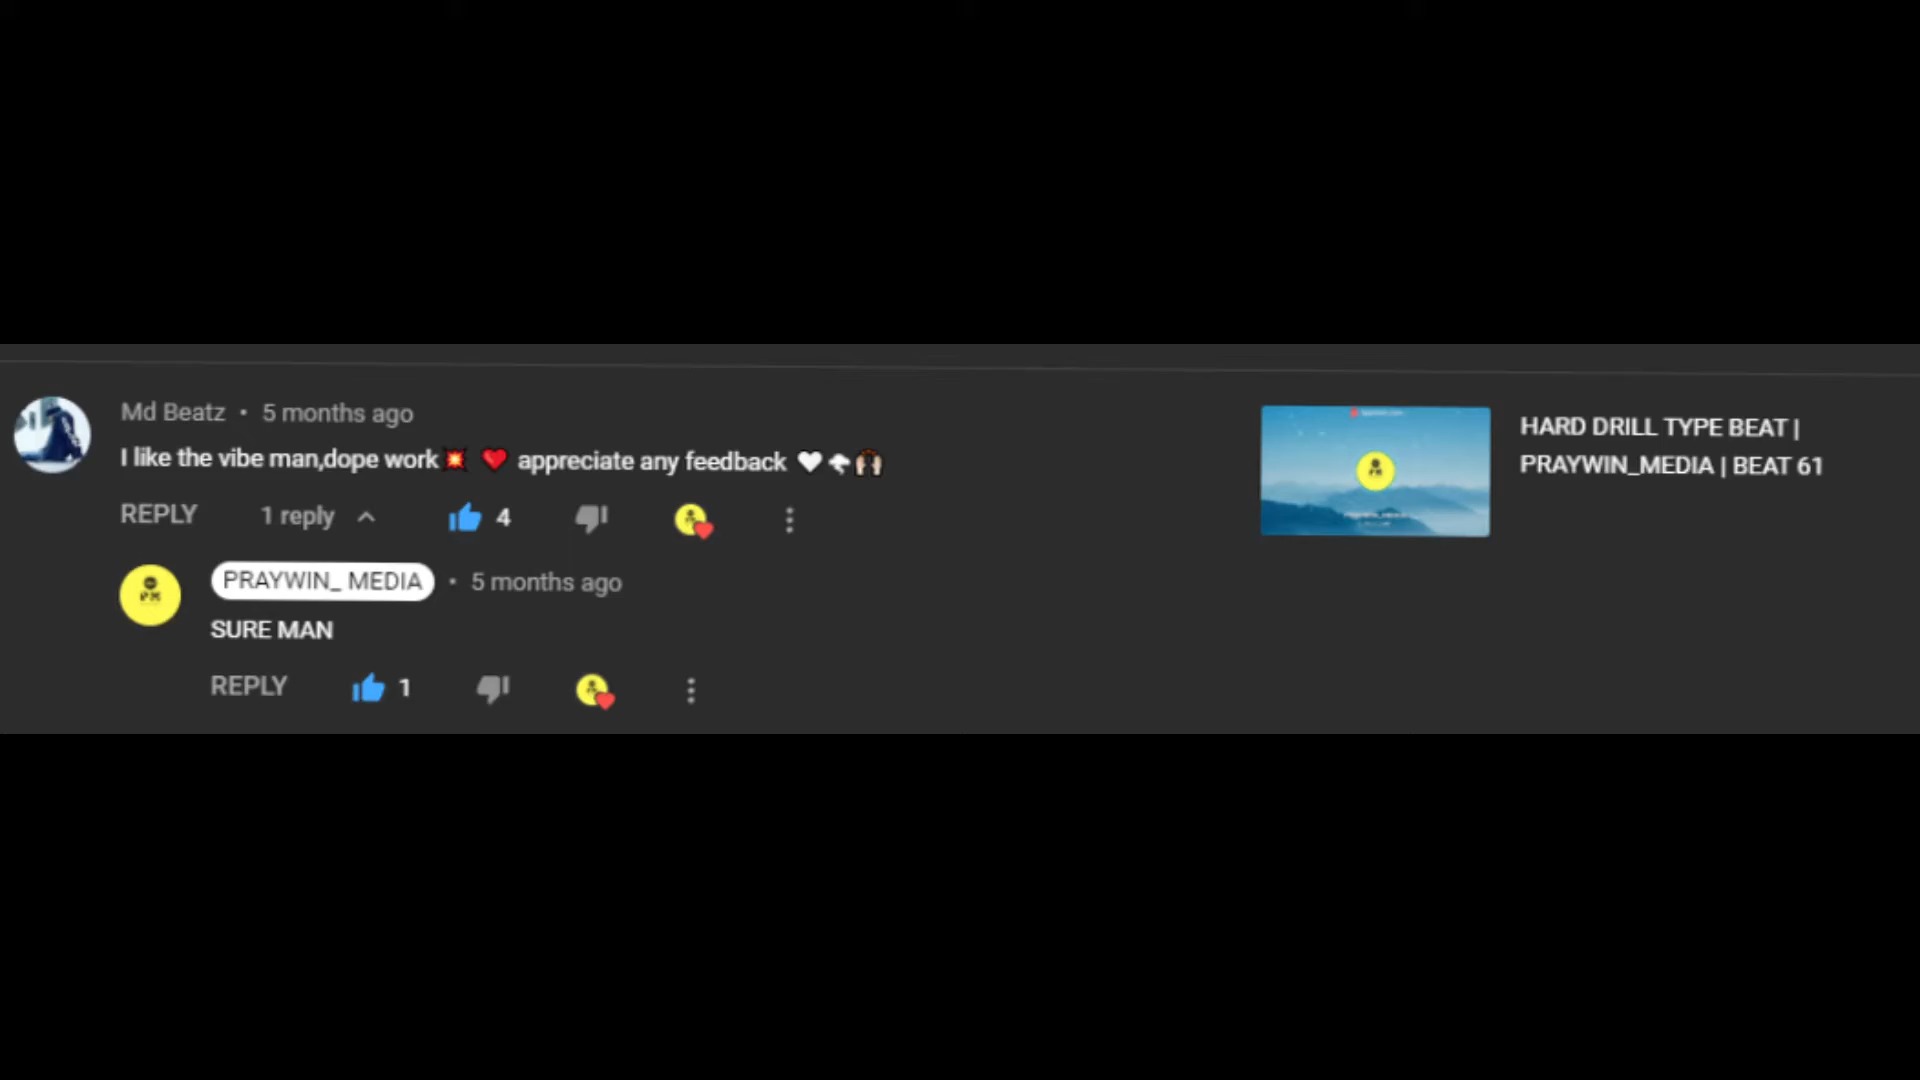 Md Beatz • 5 months ago
I like the vibe man,dope work💥 ❤️ appreciate any feedback 🤍🌪️🙌🏿
REPLY 1 reply 4
PRAYWIN_ MEDIA • 5 months ago
SURE MAN
REPLY 1
HARD DRILL TYPE BEAT |
PRAYWIN_MEDIA | BEAT 61